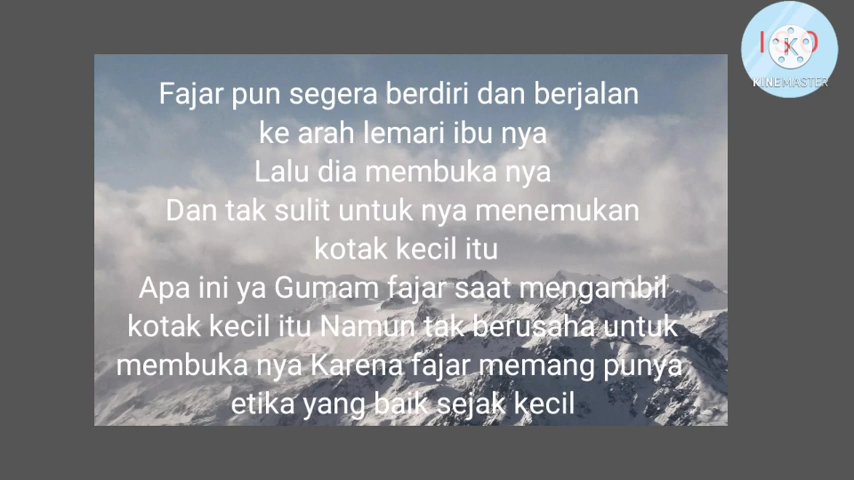 Fajar pun segera berdiri dan berjalan
ke arah lemari ibu nya
Lalu dia membuka nya
Dan tak sulit untuk nya menemukan
kotak kecil itu
Apa ini ya Gumam fajar saat mengambil
kotak kecil itu Namun tak berusaha untuk
membuka nya Karena fajar memang punya
etika yang baik sejak kecil
KINEMASTER